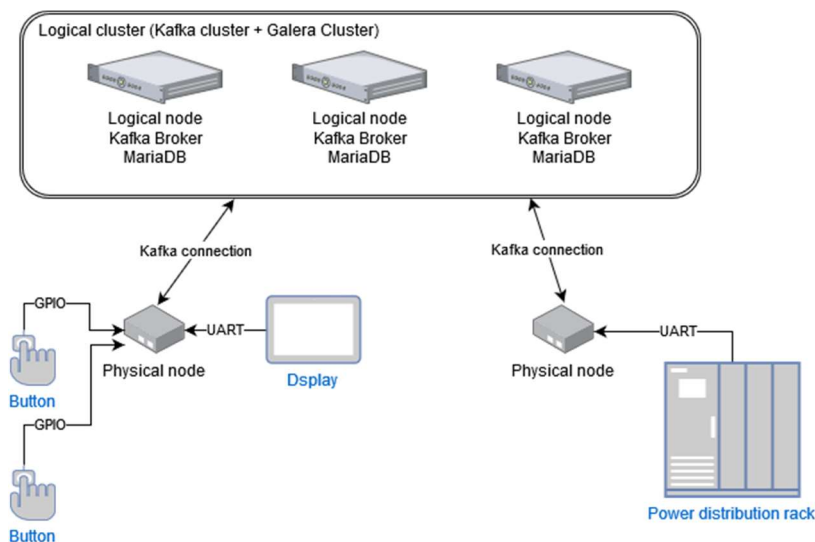 Logical cluster (Kafka cluster + Galera Cluster)
Logical node
Kafka Broker
MariaDB
Logical node
Kafka Broker
MariaDB
Logical node
Kafka Broker
MariaDB
Kafka connection
Kafka connection
GPIO
UART
UART
Physical node
Physical node
Dsplay
Button
GPIO
Power distribution rack
Button